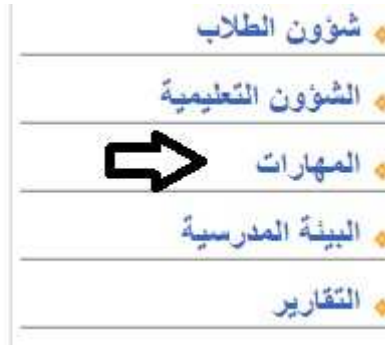 شؤون الطلاب
الشؤون التعليمية
المهارات
البيئة المدرسية
التقارير